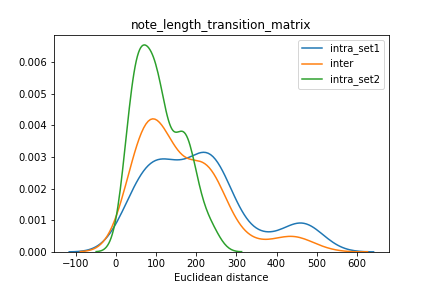 note_length_transition_matrix
intra_set1
inter
intra_set2
0.006
0.005
0.004
0.003
0.002
0.001
0.000
−100 0 100 200 300 400 500 600
Euclidean distance